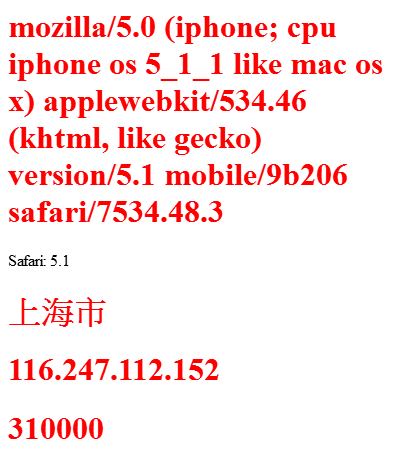 mozilla/5.0 (iphone; cpu
iphone os 5_1_1 like mac os
x) applewebkit/534.46
(khtml, like gecko)
version/5.1 mobile/9b206
safari/7534.48.3
Safari: 5.1
上海市
116.247.112.152
310000